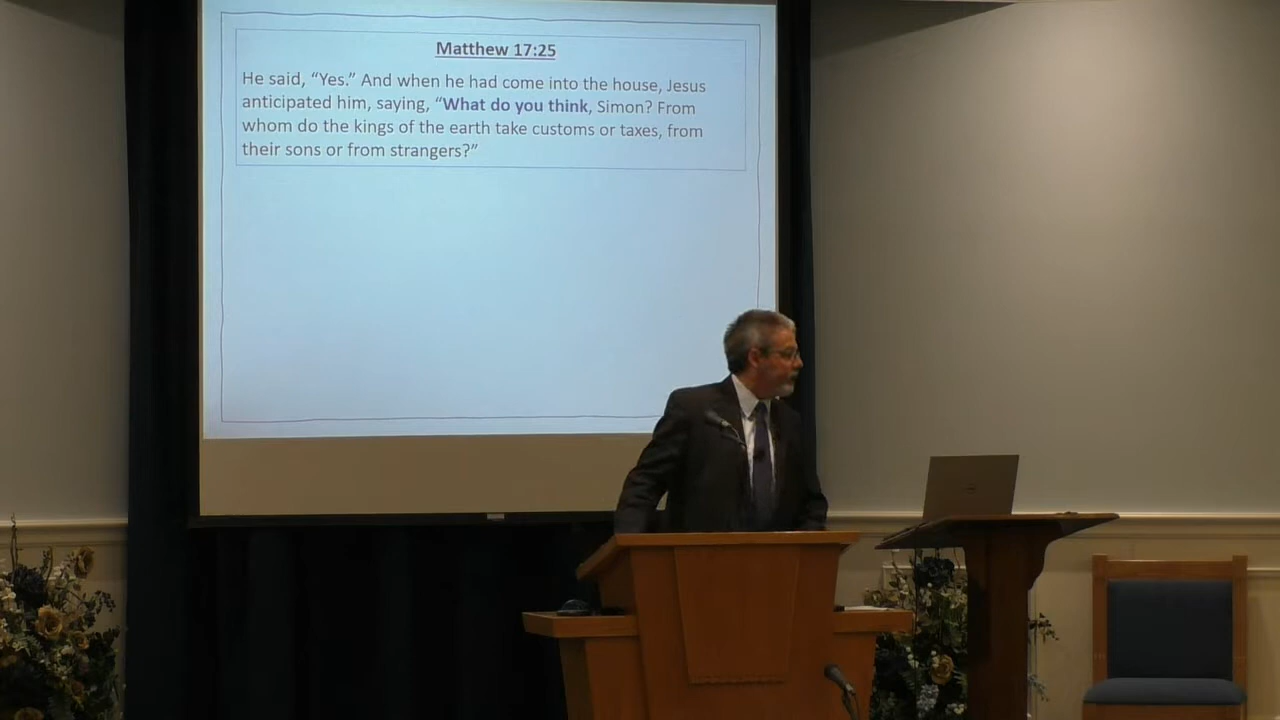 Matthew 17:25
He said, “Yes.” And when he had come into the house, Jesus
anticipated him, saying, “What do you think, Simon? From
whom do the kings of the earth take customs or taxes, from
their sons or from strangers?”